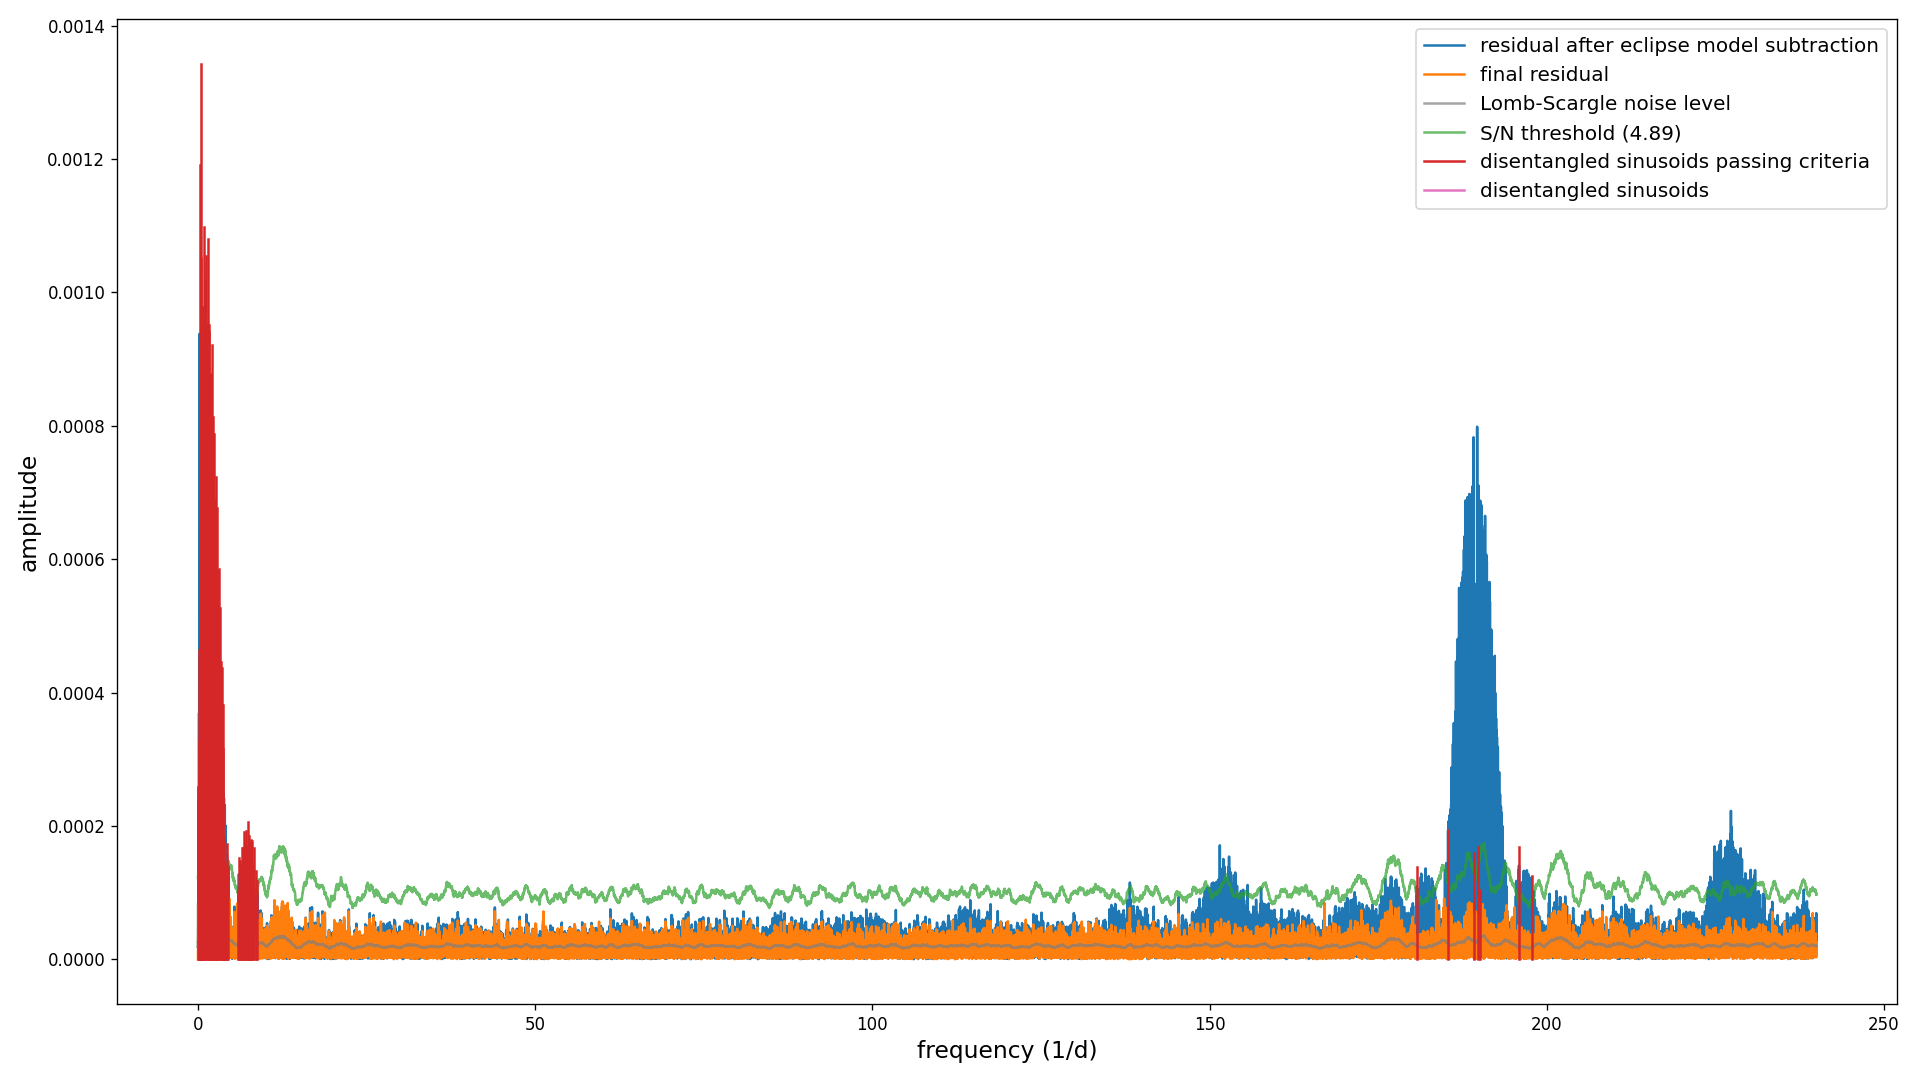 0.0014
0.0012
0.0010
0.0008
0.0006
0.0004
0.0002
0.0000
amplitude
residual after eclipse model subtraction
final residual
Lomb-Scargle noise level
S/N threshold (4.89)
disentangled sinusoids passing criteria
disentangled sinusoids
0 50 100 150 200 250
frequency (1/d)